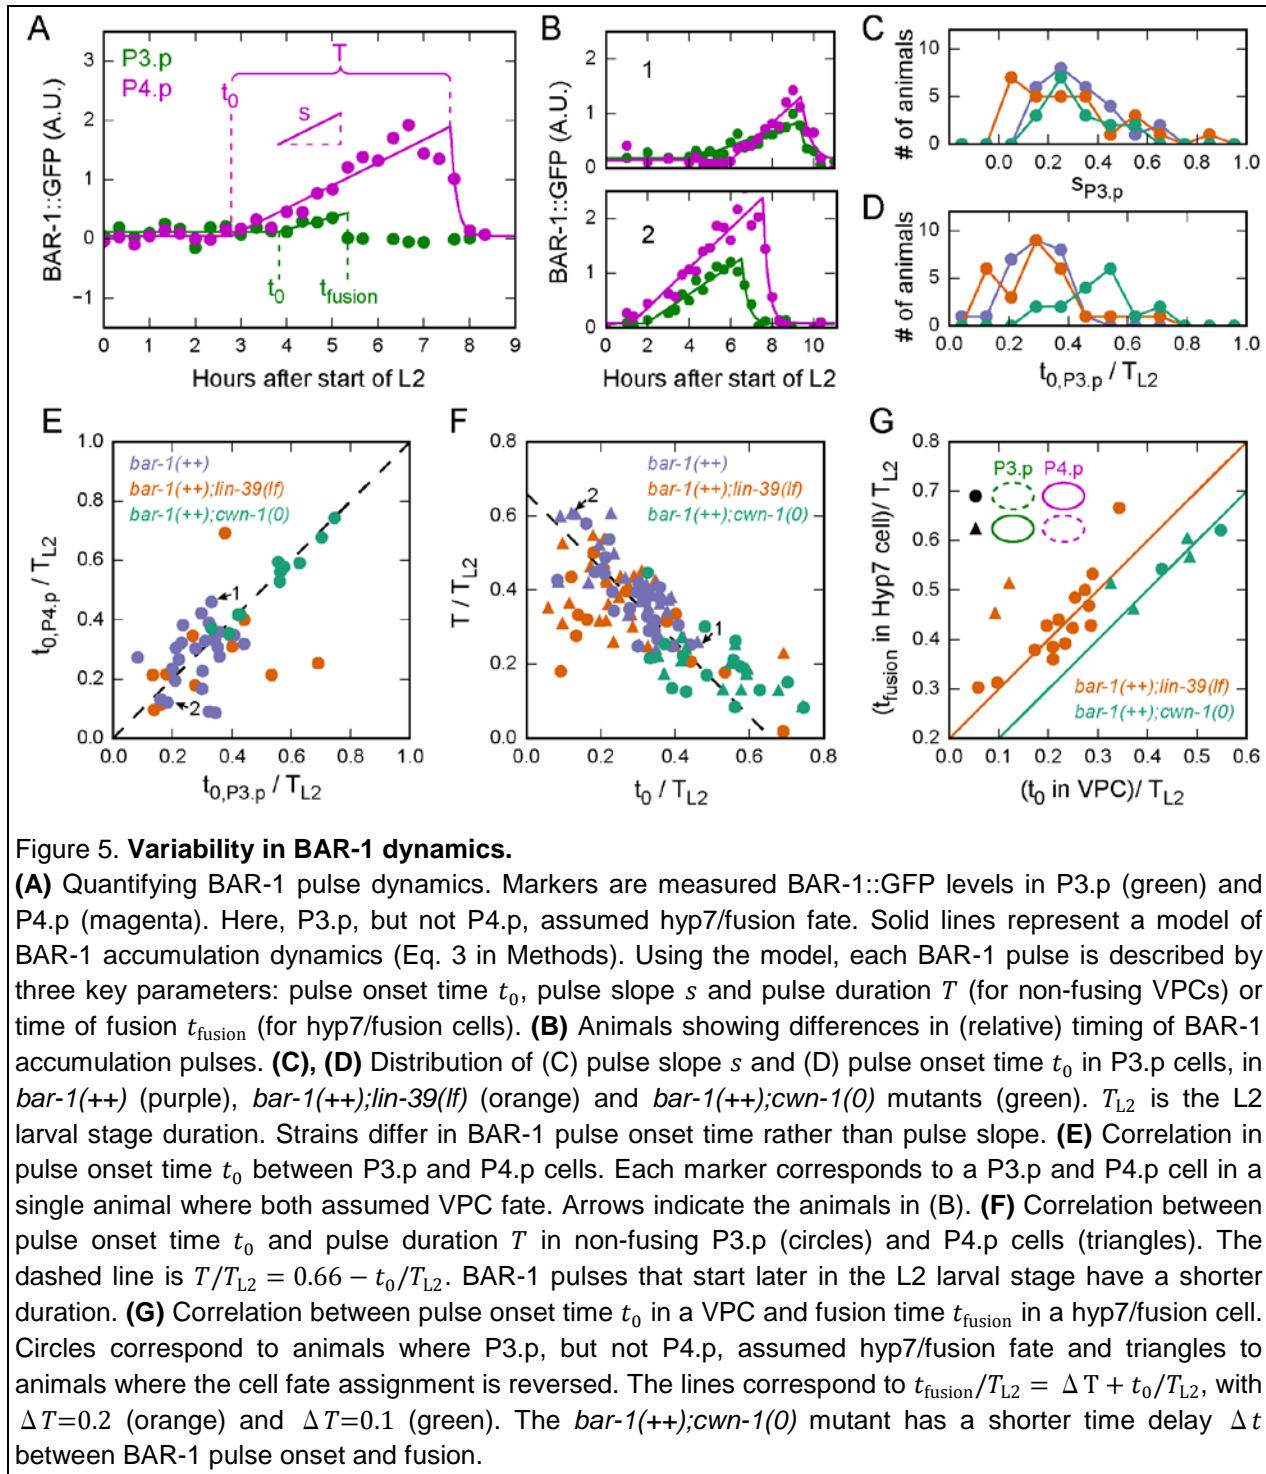 A
P3.p
P4.p
T
t0
s
t0
tfusion
3
2
1
0
−1
BAR-1::GFP (A.U.)
0 1 2 3 4 5 6 7 8 9
Hours after start of L2
B
1
2
1
0
2
2
1
0
BAR-1::GFP (A.U.)
2 4 6 8 10
Hours after start of L2
C
10
5
0
# of animals
0.0 0.2 0.4 0.6 0.8 1.0
sP3.p
D
10
5
0
# of animals
0.0 0.2 0.4 0.6 0.8 1.0
t0,P3.p / TL2
E
bar-1(++)
bar-1(++);lin-39(lf)
bar-1(++);cwn-1(0)
1
2
1.0
0.8
0.6
0.4
0.2
0.0
t0,P4.p / TL2
0.0 0.2 0.4 0.6 0.8 1.0
t0,P3.p / TL2
F
bar-1(++)
bar-1(++);lin-39(lf)
bar-1(++);cwn-1(0)
2
1
0.8
0.6
0.4
0.2
0.0
T / TL2
0.0 0.2 0.4 0.6 0.8
t0 / TL2
G
P3.p P4.p
bar-1(++);lin-39(lf)
bar-1(++);cwn-1(0)
0.8
0.7
0.6
0.5
0.4
0.3
0.2
(tfusion in Hyp7 cell)/ TL2
0.0 0.1 0.2 0.3 0.4 0.5 0.6
(t0 in VPC)/ TL2
Figure 5. Variability in BAR-1 dynamics.
(A) Quantifying BAR-1 pulse dynamics. Markers are measured BAR-1::GFP levels in P3.p (green) and
P4.p (magenta). Here, P3.p, but not P4.p, assumed hyp7/fusion fate. Solid lines represent a model of
BAR-1 accumulation dynamics (Eq. 3 in Methods). Using the model, each BAR-1 pulse is described by
three key parameters: pulse onset time t0, pulse slope s and pulse duration T (for non-fusing VPCs) or
time of fusion tfusion (for hyp7/fusion cells). (B) Animals showing differences in (relative) timing of BAR-1
accumulation pulses. (C), (D) Distribution of (C) pulse slope s and (D) pulse onset time t0 in P3.p cells, in
bar-1(++) (purple), bar-1(++);lin-39(lf) (orange) and bar-1(++);cwn-1(0) mutants (green). TL2 is the L2
larval stage duration. Strains differ in BAR-1 pulse onset time rather than pulse slope. (E) Correlation in
pulse onset time t0 between P3.p and P4.p cells. Each marker corresponds to a P3.p and P4.p cell in a
single animal where both assumed VPC fate. Arrows indicate the animals in (B). (F) Correlation between
pulse onset time t0 and pulse duration T in non-fusing P3.p (circles) and P4.p cells (triangles). The
dashed line is T/TL2 = 0.66 − t0/TL2. BAR-1 pulses that start later in the L2 larval stage have a shorter
duration. (G) Correlation between pulse onset time t0 in a VPC and fusion time tfusion in a hyp7/fusion cell.
Circles correspond to animals where P3.p, but not P4.p, assumed hyp7/fusion fate and triangles to
animals where the cell fate assignment is reversed. The lines correspond to tfusion/TL2 = Δ T + t0/TL2, with
Δ T=0.2 (orange) and Δ T=0.1 (green). The bar-1(++);cwn-1(0) mutant has a shorter time delay Δ t
between BAR-1 pulse onset and fusion.